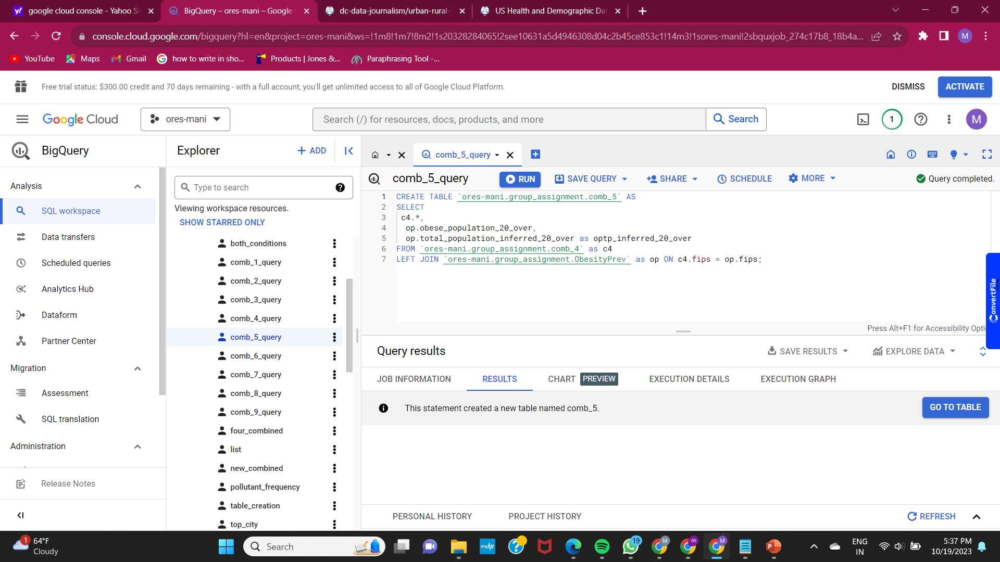 google cloud console - Yahoo Se
BigQuery – ores-mani – Google
dc-data-journalism/urban-rural-
US Health and Demographic Da
console.cloud.google.com/bigquery?hl=en&project=ores-mani&ws=!1m8!1m7!8m2!1s20328284065!2see10631a5d4946308d04c2b45ce853c1!14m3!1sores-mani!2sbquxjob_274c17b8_18b4a...
M
YouTube
Maps
Gmail
how to write in sho...
Products | Jones &...
Paraphrasing Tool -...
Free trial status: $300.00 credit and 70 days remaining - with a full account, you'll get unlimited access to all of Google Cloud Platform.
DISMISS
ACTIVATE
Google Cloud
ores-mani
Search (/) for resources, docs, products, and more
Search
1
M
BigQuery
Analysis
SQL workspace
Data transfers
Scheduled queries
Analytics Hub
Dataform
Partner Center
Migration
Assessment
SQL translation
Administration
Release Notes
Explorer
+ ADD
Type to search
Viewing workspace resources.
SHOW STARRED ONLY
both_conditions
comb_1_query
comb_2_query
comb_3_query
comb_4_query
comb_5_query
comb_6_query
comb_7_query
comb_8_query
comb_9_query
four_combined
list
new_combined
pollutant_frequency
table_creation
top_city
comb_5_query
comb_5_query
RUN
SAVE QUERY
SHARE
SCHEDULE
MORE
Query completed.
1 CREATE TABLE `ores-mani.group_assignment.comb_5` AS
2 SELECT
3 c4.*,
4 op.obese_population_20_over,
5 op.total_population_inferred_20_over as optp_inferred_20_over
6 FROM `ores-mani.group_assignment.comb_4` as c4
7 LEFT JOIN `ores-mani.group_assignment.ObesityPrev` as op ON c4.fips = op.fips;
Press Alt+F1 for Accessibility Opti
ConvertFile
Query results
SAVE RESULTS
EXPLORE DATA
JOB INFORMATION
RESULTS
CHART PREVIEW
EXECUTION DETAILS
EXECUTION GRAPH
This statement created a new table named comb_5.
GO TO TABLE
PERSONAL HISTORY
PROJECT HISTORY
REFRESH
1
64°F
Cloudy
Search
myhp
19
M
m
M
P
ENG
IN
5:37 PM
10/19/2023